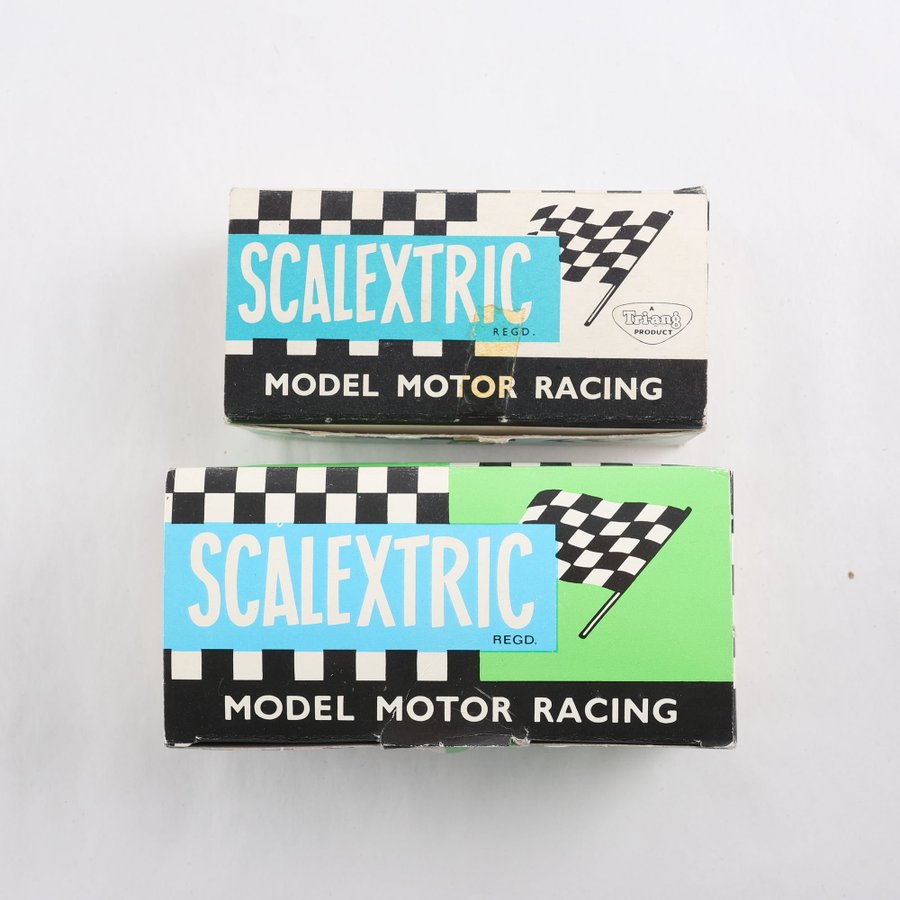 SCALEXTRIC
REGD.
A
Tri-ang
PRODUCT
MODEL MOTOR RACING
SCALEXTRIC
REGD.
MODEL MOTOR RACING